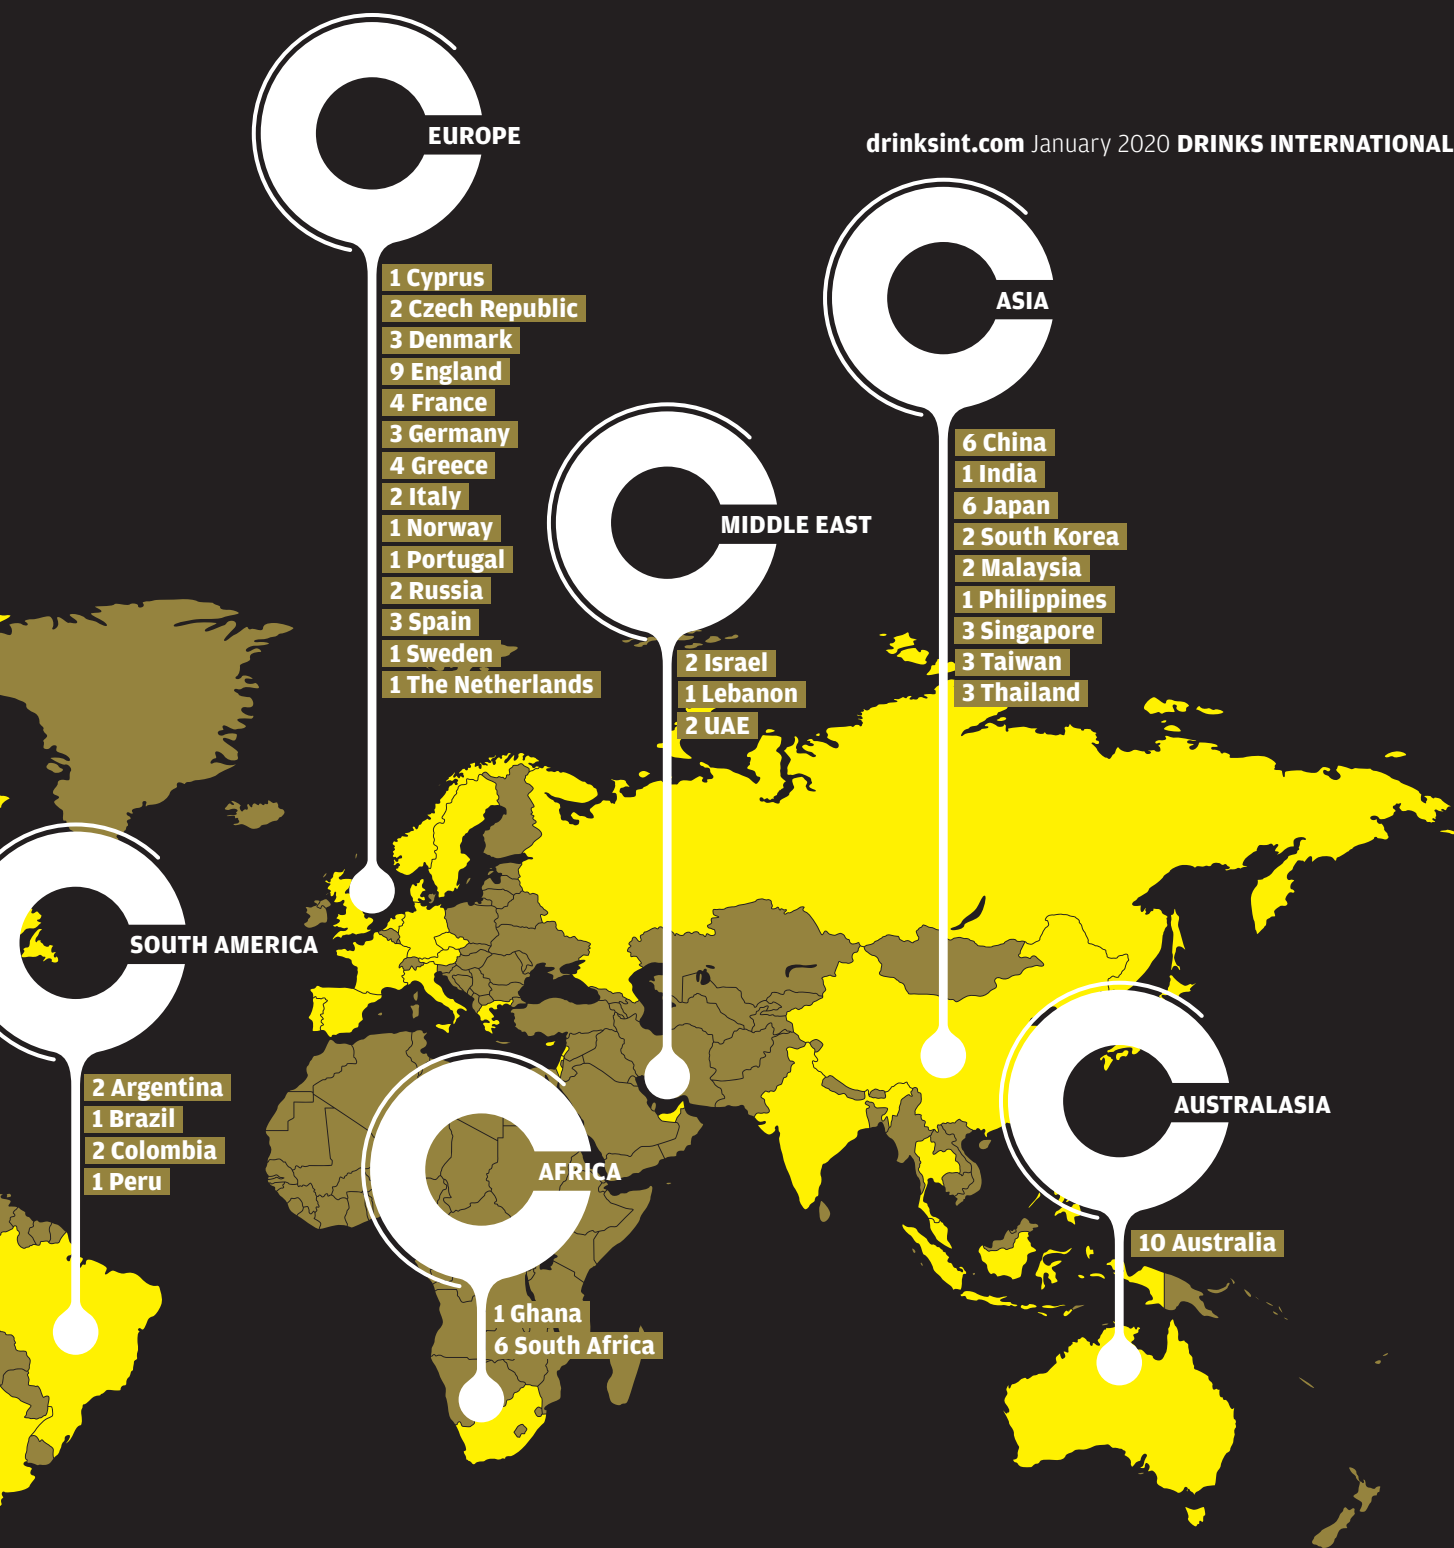 EUROPE
1 Cyprus
2 Czech Republic
3 Denmark
9 England
4 France
3 Germany
4 Greece
2 Italy
1 Norway
1 Portugal
2 Russia
3 Spain
1 Sweden
1 The Netherlands
drinksint.com January 2020 DRINKS INTERNATIONAL
ASIA
6 China
1 India
6 Japan
2 South Korea
2 Malaysia
1 Philippines
3 Singapore
3 Taiwan
3 Thailand
MIDDLE EAST
2 Israel
1 Lebanon
2 UAE
SOUTH AMERICA
2 Argentina
1 Brazil
2 Colombia
1 Peru
AFRICA
1 Ghana
6 South Africa
AUSTRALASIA
10 Australia